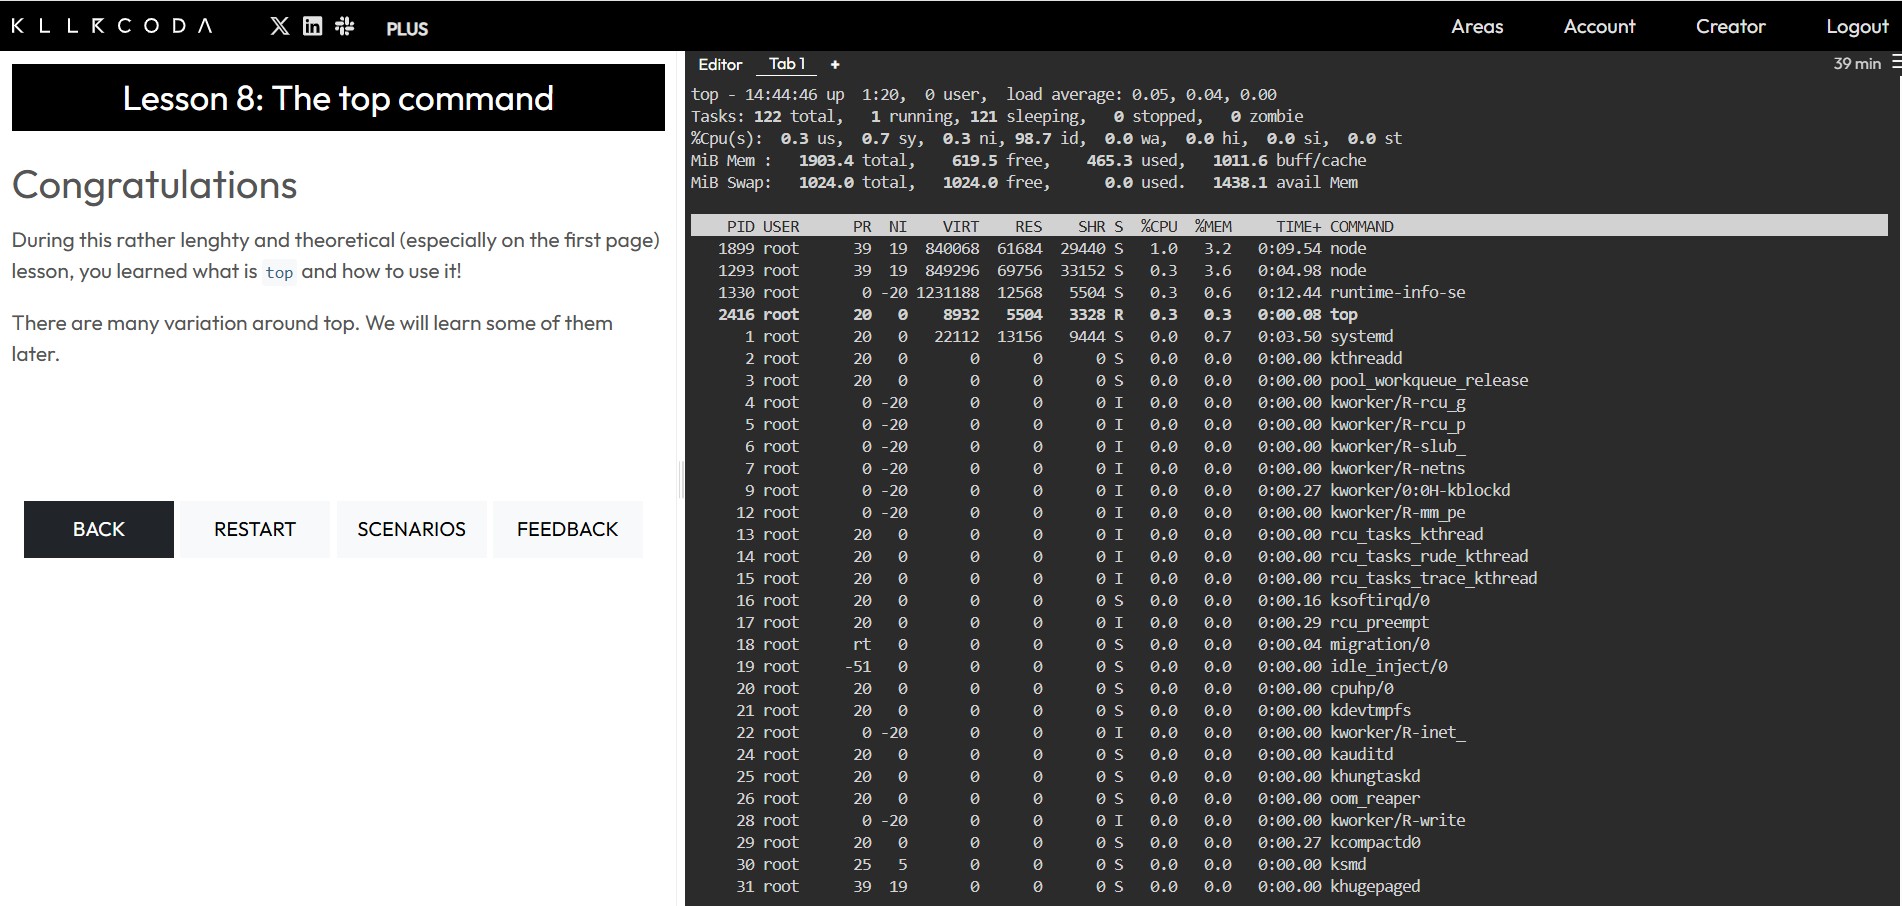 KLLRCODA PLUS Areas Account Creator Logout
Lesson 8: The top command
Congratulations
During this rather lenghty and theoretical (especially on the first page)
lesson, you learned what is top and how to use it!
There are many variation around top. We will learn some of them
later.
BACK RESTART SCENARIOS FEEDBACK
Editor Tab 1 + 39 min
top - 14:44:46 up  1:20,  0 user,  load average: 0.05, 0.04, 0.00
Tasks: 122 total,   1 running, 121 sleeping,   0 stopped,   0 zombie
%Cpu(s):  0.3 us,  0.7 sy,  0.3 ni, 98.7 id,  0.0 wa,  0.0 hi,  0.0 si,  0.0 st
MiB Mem :   1903.4 total,    619.5 free,    465.3 used,   1011.6 buff/cache
MiB Swap:   1024.0 total,   1024.0 free,      0.0 used.   1438.1 avail Mem
PID USER PR NI VIRT RES SHR S %CPU %MEM TIME+ COMMAND
1899 root 39 19 840068 61684 29440 S 1.0 3.2 0:09.54 node
1293 root 39 19 849296 69756 33152 S 0.3 3.6 0:04.98 node
1330 root 0 -20 1231188 12568 5504 S 0.3 0.6 0:12.44 runtime-info-se
2416 root 20 0 8932 5504 3328 R 0.3 0.3 0:00.08 top
1 root 20 0 22112 13156 9444 S 0.0 0.7 0:03.50 systemd
2 root 20 0 0 0 0 S 0.0 0.0 0:00.00 kthreadd
3 root 20 0 0 0 0 S 0.0 0.0 0:00.00 pool_workqueue_release
4 root 0 -20 0 0 0 I 0.0 0.0 0:00.00 kworker/R-rcu_g
5 root 0 -20 0 0 0 I 0.0 0.0 0:00.00 kworker/R-rcu_p
6 root 0 -20 0 0 0 I 0.0 0.0 0:00.00 kworker/R-slub_
7 root 0 -20 0 0 0 I 0.0 0.0 0:00.00 kworker/R-netns
9 root 0 -20 0 0 0 I 0.0 0.0 0:00.27 kworker/0:0H-kblockd
12 root 0 -20 0 0 0 I 0.0 0.0 0:00.00 kworker/R-mm_pe
13 root 20 0 0 0 0 I 0.0 0.0 0:00.00 rcu_tasks_kthread
14 root 20 0 0 0 0 I 0.0 0.0 0:00.00 rcu_tasks_rude_kthread
15 root 20 0 0 0 0 I 0.0 0.0 0:00.00 rcu_tasks_trace_kthread
16 root 20 0 0 0 0 S 0.0 0.0 0:00.16 ksoftirqd/0
17 root 20 0 0 0 0 I 0.0 0.0 0:00.29 rcu_preempt
18 root rt 0 0 0 0 S 0.0 0.0 0:00.04 migration/0
19 root -51 0 0 0 0 S 0.0 0.0 0:00.00 idle_inject/0
20 root 20 0 0 0 0 S 0.0 0.0 0:00.00 cpuhp/0
21 root 20 0 0 0 0 S 0.0 0.0 0:00.00 kdevtmpfs
22 root 0 -20 0 0 0 I 0.0 0.0 0:00.00 kworker/R-inet_
24 root 20 0 0 0 0 S 0.0 0.0 0:00.00 kauditd
25 root 20 0 0 0 0 S 0.0 0.0 0:00.00 khungtaskd
26 root 20 0 0 0 0 S 0.0 0.0 0:00.00 oom_reaper
28 root 0 -20 0 0 0 I 0.0 0.0 0:00.00 kworker/R-write
29 root 20 0 0 0 0 S 0.0 0.0 0:00.27 kcompactd0
30 root 25 5 0 0 0 S 0.0 0.0 0:00.00 ksmd
31 root 39 19 0 0 0 S 0.0 0.0 0:00.00 khugepaged